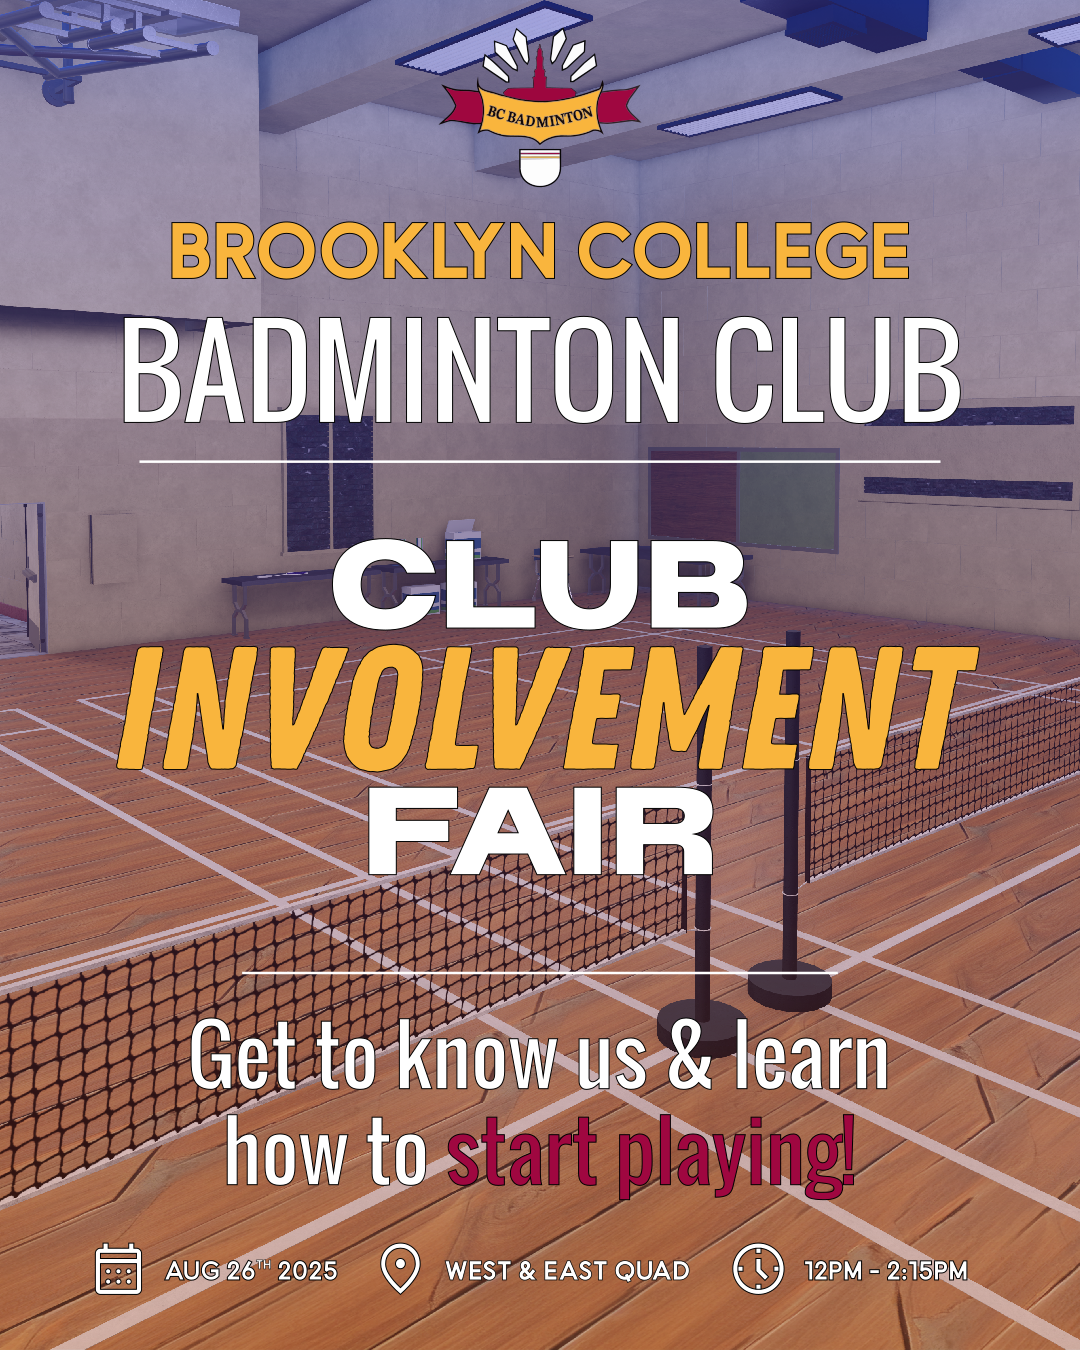 BC BADMINTON
BROOKLYN COLLEGE
BADMINTON CLUB
CLUB
INVOLVEMENT
FAIR
Get to know us & learn
how to start playing!
AUG 26TH 2025
WEST & EAST QUAD
12PM - 2:15PM